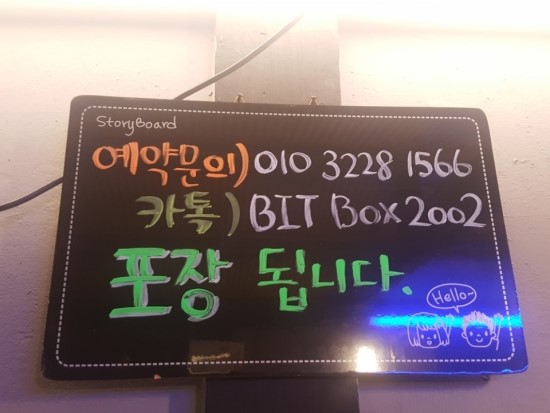 StoryBoard
예약문의) 010 3228 1566
카톡) BIT Box2002
포장 됩니다.
Hello~